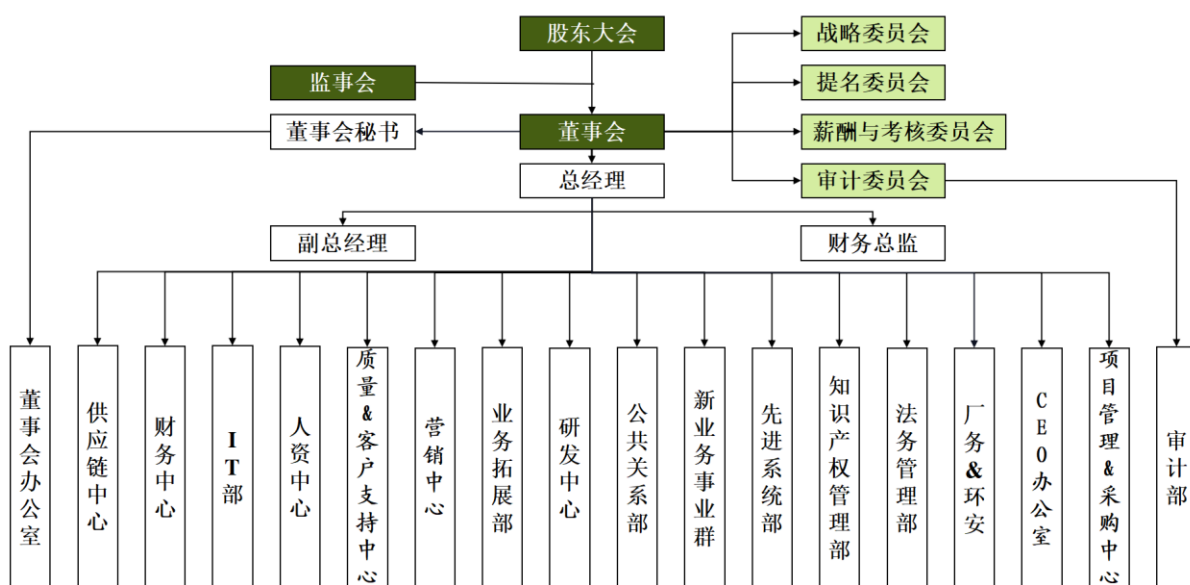 股东大会
战略委员会
监事会
提名委员会
董事会秘书
董事会
薪酬与考核委员会
总经理
审计委员会
副总经理
财务总监
董事会办公室
供应链中心
财务中心
IT部
人资中心
质量&客户支持中心
营销中心
业务拓展部
研发中心
公共关系部
新业务事业群
先进系统部
知识产权管理部
法务管理部
厂务&环安
CEO办公室
项目管理&采购中心
审计部